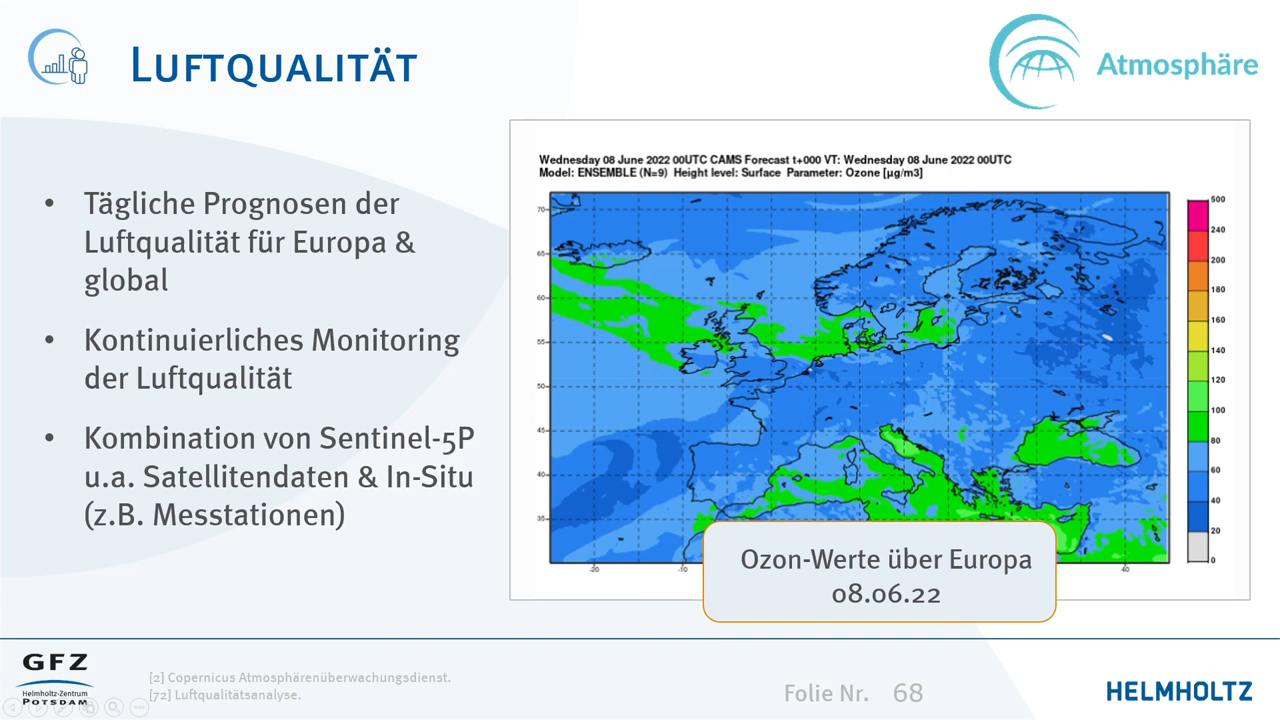 Luftqualität
Atmosphäre
• Tägliche Prognosen der
Luftqualität für Europa &
global
• Kontinuierliches Monitoring
der Luftqualität
• Kombination von Sentinel-5P
u.a. Satellitendaten & In-Situ
(z.B. Messtationen)
Wednesday 08 June 2022 00UTC CAMS Forecast t+000 VT: Wednesday 08 June 2022 00UTC
Model: ENSEMBLE (N=9) Height level: Surface Parameter: Ozone [µg/m3]
70
65
60
55
50
45
40
35
-20
-10
40
500
240
200
180
160
140
120
100
80
60
40
20
0
Ozon-Werte über Europa
08.06.22
GFZ
Helmholtz-Zentrum
POTSDAM
[2] Copernicus Atmosphärenüberwachungsdienst.
[72] Luftqualitätsanalyse.
Folie Nr. 68
HELMHOLTZ